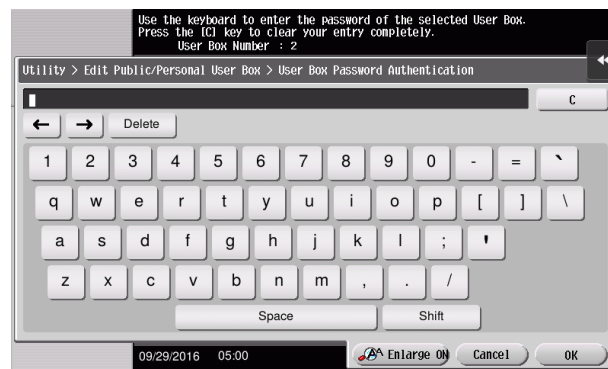 Use the keyboard to enter the password of the selected User Box.
Press the [C] key to clear your entry completely.
User Box Number : 2
Utility > Edit Public/Personal User Box > User Box Password Authentication
C
← → Delete
1 2 3 4 5 6 7 8 9 0 - = `
q w e r t y u i o p [ ] \
a s d f g h j k l ; '
z x c v b n m , . /
Space Shift
09/29/2016 05:00 Enlarge ON Cancel OK